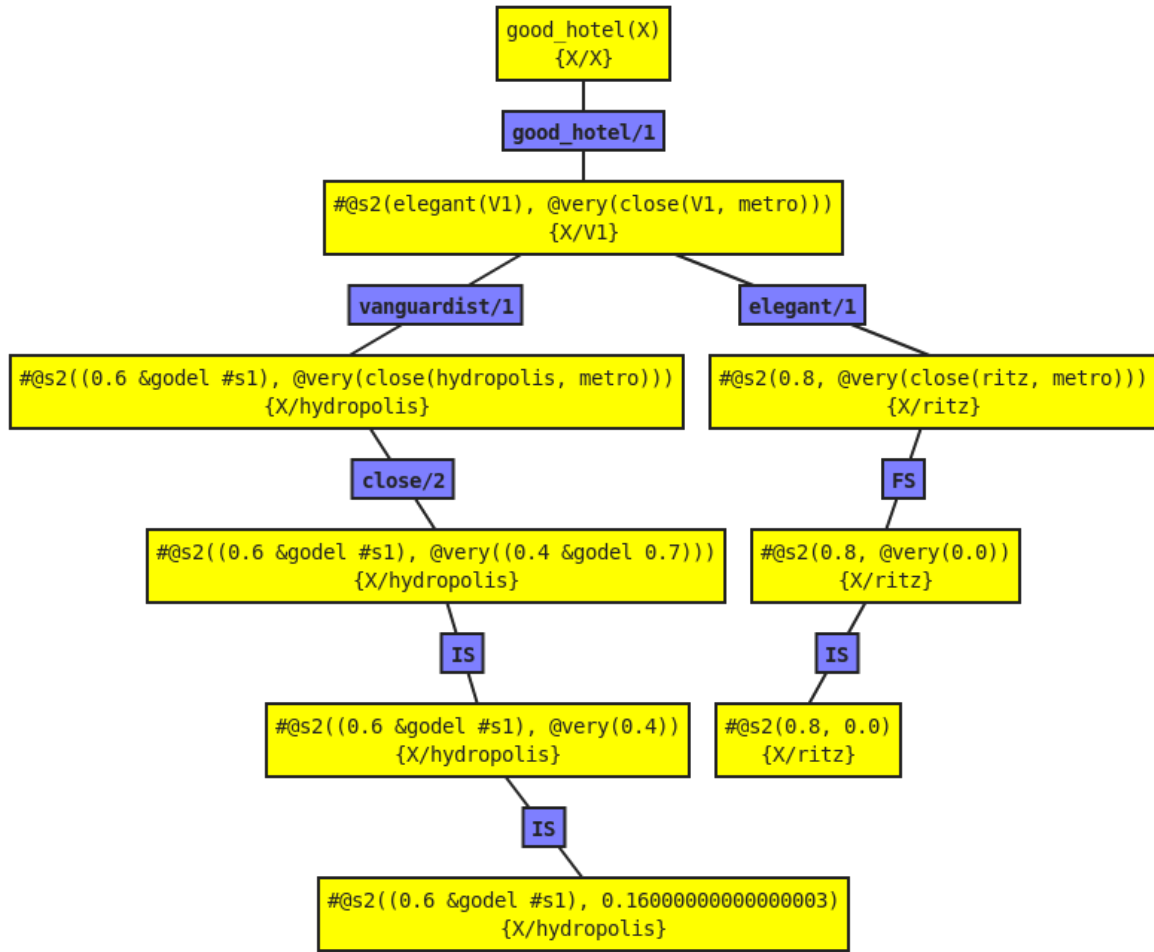 good_hotel(X)
{X/X}
good_hotel/1
#@s2(elegant(V1), @very(close(V1, metro)))
{X/V1}
vanguardist/1
elegant/1
#@s2((0.6 &godel #s1), @very(close(hydropolis, metro)))
{X/hydropolis}
#@s2(0.8, @very(close(ritz, metro)))
{X/ritz}
close/2
FS
#@s2((0.6 &godel #s1), @very((0.4 &godel 0.7)))
{X/hydropolis}
#@s2(0.8, @very(0.0))
{X/ritz}
IS
IS
#@s2((0.6 &godel #s1), @very(0.4))
{X/hydropolis}
#@s2(0.8, 0.0)
{X/ritz}
IS
#@s2((0.6 &godel #s1), 0.16000000000000003)
{X/hydropolis}